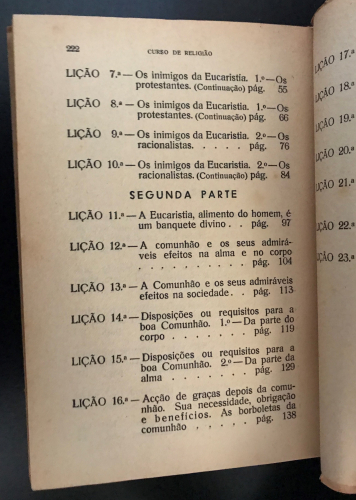 222 CURSO DE RELIGIÃO
LIÇÃO 7.ª — Os inimigos da Eucaristia. 1.º — Os
protestantes. (Continuação) pág. 55
LIÇÃO 8.ª — Os inimigos da Eucaristia. 1.º — Os
protestantes. (Continuação) pág. 66
LIÇÃO 9.ª — Os inimigos da Eucaristia. 2.º — Os
racionalistas. . . . . pág. 76
LIÇÃO 10.ª — Os inimigos da Eucaristia. 2.º — Os
racionalistas. (Continuação) pág. 84
SEGUNDA PARTE
LIÇÃO 11.ª — A Eucaristia, alimento do homem, é
um banquete divino . . pág. 97
LIÇÃO 12.ª — A comunhão e os seus admirá-
veis efeitos na alma e no corpo
. . . . . . . . . pág. 104
LIÇÃO 13.ª — A Comunhão e os seus admiráveis
efeitos na sociedade . . pág. 113
LIÇÃO 14.ª — Disposições ou requisitos para a
boa Comunhão. 1.º — Da parte do
corpo . . . . . . pág. 119
LIÇÃO 15.ª — Disposições ou requisitos para a
boa Comunhão. 2.º — Da parte da
alma . . . . . . pág. 129
LIÇÃO 16.ª — Acção de graças depois da comu-
nhão. Sua necessidade, obrigação
e benefícios. As borboletas da
comunhão . . . . . pág. 138
LIÇÃO 17.ª
LIÇÃO 18.ª
LIÇÃO 19.ª
LIÇÃO 20.ª
LIÇÃO 21.ª
LIÇÃO 22.ª
LIÇÃO 23.ª